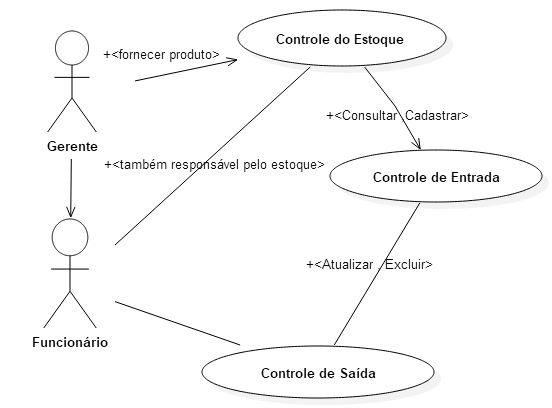 Controle do Estoque
+<fornecer produto>
+<Consultar, Cadastrar>
Gerente
+<também responsável pelo estoque>
Controle de Entrada
+<Atualizar, Excluir>
Funcionário
Controle de Saída